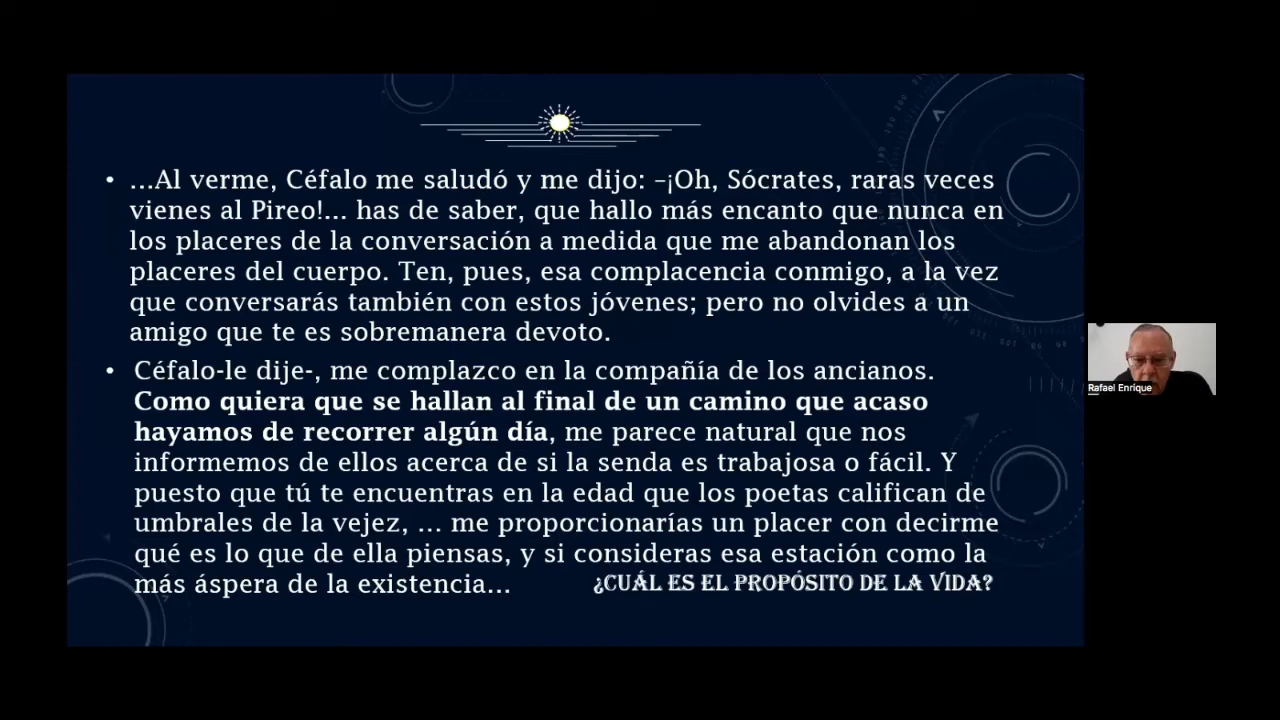 • ...Al verme, Céfalo me saludó y me dijo: –¡Oh, Sócrates, raras veces
vienes al Pireo!... has de saber, que hallo más encanto que nunca en
los placeres de la conversación a medida que me abandonan los
placeres del cuerpo. Ten, pues, esa complacencia conmigo, a la vez
que conversarás también con estos jóvenes; pero no olvides a un
amigo que te es sobremanera devoto.
• Céfalo-le dije-, me complazco en la compañía de los ancianos.
Como quiera que se hallan al final de un camino que acaso
hayamos de recorrer algún día, me parece natural que nos
informemos de ellos acerca de si la senda es trabajosa o fácil. Y
puesto que tú te encuentras en la edad que los poetas califican de
umbrales de la vejez, ... me proporcionarías un placer con decirme
qué es lo que de ella piensas, y si consideras esa estación como la
más áspera de la existencia...
¿CUÁL ES EL PROPÓSITO DE LA VIDA?
Rafael Enrique